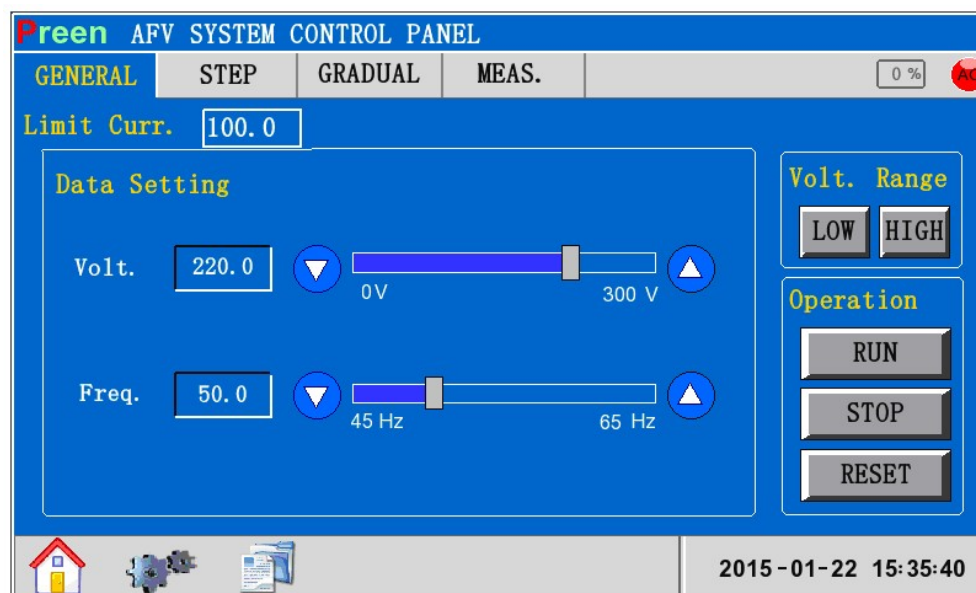 Preen AFV SYSTEM CONTROL PANEL
GENERAL STEP GRADUAL MEAS. 0 % AC
Limit Curr. 100.0
Data Setting
Volt. 220.0
0V 300 V
Freq. 50.0
45 Hz 65 Hz
Volt. Range
LOW HIGH
Operation
RUN
STOP
RESET
2015-01-22 15:35:40